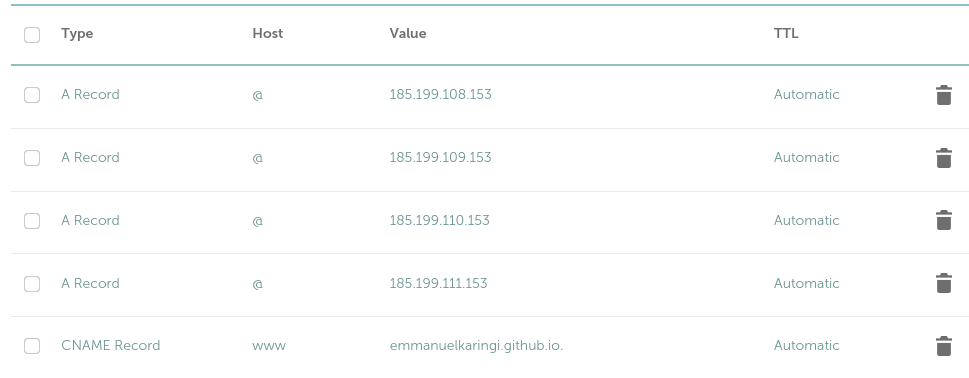 Type Host Value TTL
A Record @ 185.199.108.153 Automatic
A Record @ 185.199.109.153 Automatic
A Record @ 185.199.110.153 Automatic
A Record @ 185.199.111.153 Automatic
CNAME Record www emmanuelkaringi.github.io. Automatic